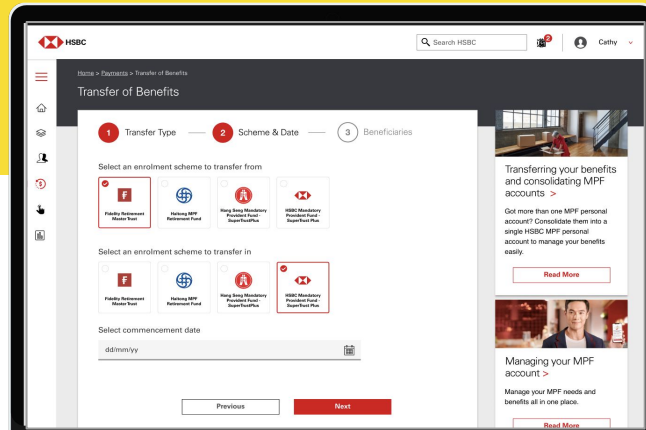 HSBC
Search HSBC
2
Cathy
Home > Payments > Transfer of Benefits
Transfer of Benefits
1 Transfer Type
2 Scheme & Date
3 Beneficiaries
Select an enrolment scheme to transfer from
F
Fidelity Retirement
Master Trust
Haitong MPF
Retirement Fund
Hang Seng Mandatory
Provident Fund -
SuperTrustPlus
HSBC Mandatory
Provident Fund -
SuperTrust Plus
Select an enrolment scheme to transfer in
F
Fidelity Retirement
Master Trust
Haitong MPF
Retirement Fund
Hang Seng Mandatory
Provident Fund -
SuperTrustPlus
HSBC Mandatory
Provident Fund -
SuperTrust Plus
Select commencement date
dd/mm/yy
Previous
Next
Transferring your benefits
and consolidating MPF
accounts >
Got more than one MPF personal
account? Consolidate them into a
single HSBC MPF personal
account to manage your benefits
easily.
Read More
Managing your MPF
account >
Manage your MPF needs and
benefits all in one place.
Read More